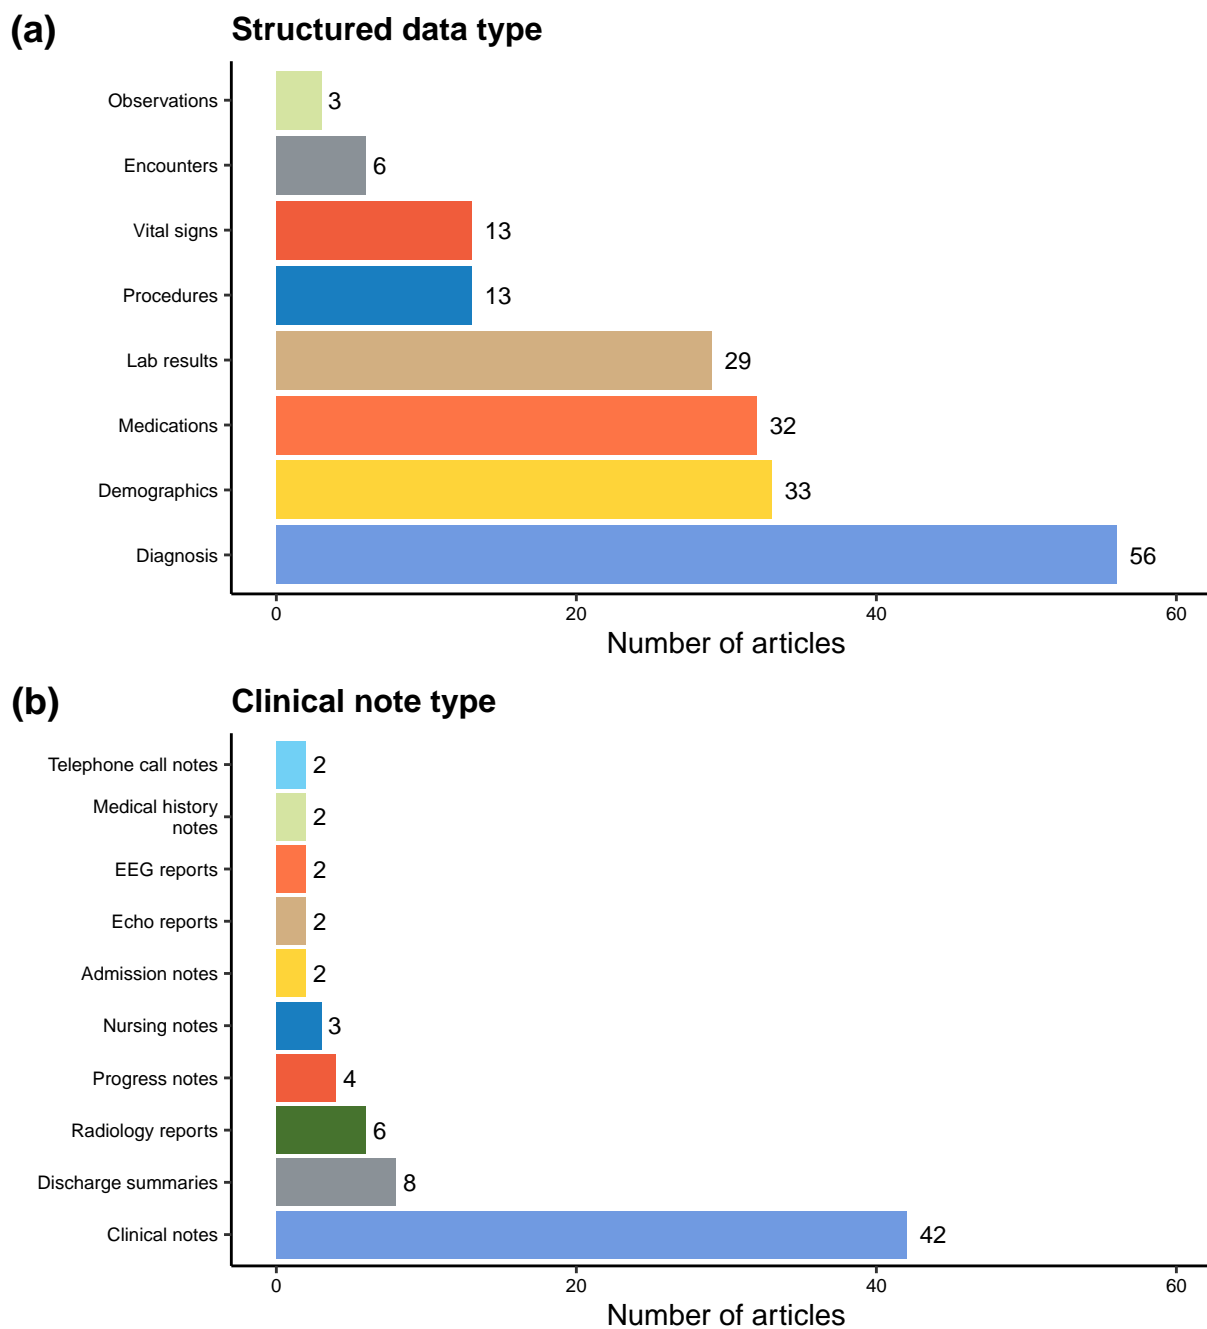 (a) Structured data type
Observations 3
Encounters 6
Vital signs 13
Procedures 13
Lab results 29
Medications 32
Demographics 33
Diagnosis 56
0 20 40 60
Number of articles
(b) Clinical note type
Telephone call notes 2
Medical history
notes 2
EEG reports 2
Echo reports 2
Admission notes 2
Nursing notes 3
Progress notes 4
Radiology reports 6
Discharge summaries 8
Clinical notes 42
0 20 40 60
Number of articles